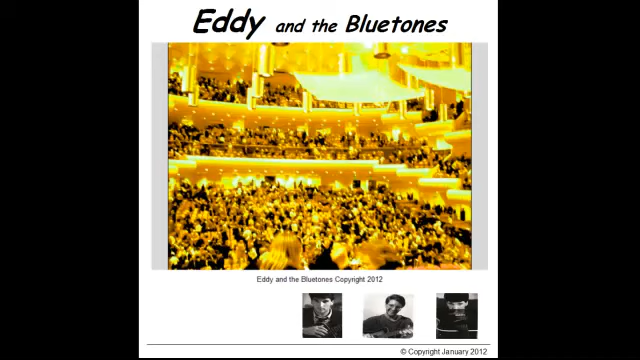 Eddy and the Bluetones
Eddy and the Bluetones Copyright 2012
© Copyright January 2012